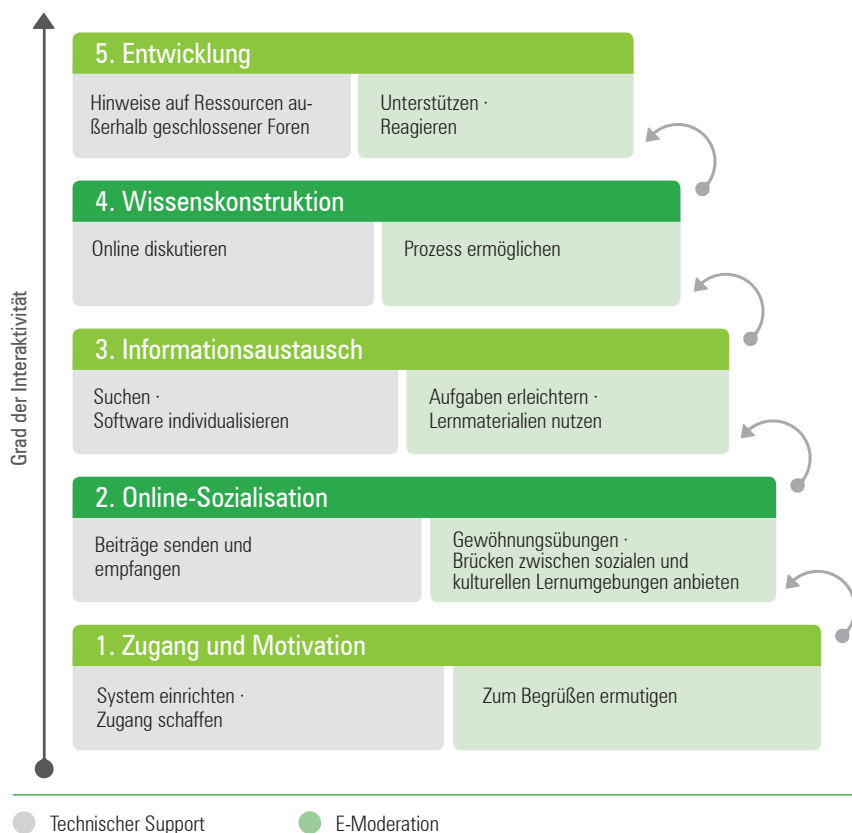 5. Entwicklung
Hinweise auf Ressourcen au-
ßerhalb geschlossener Foren
Unterstützen ·
Reagieren
4. Wissenskonstruktion
Online diskutieren
Prozess ermöglichen
Grad der Interaktivität
3. Informationsaustausch
Suchen ·
Software individualisieren
Aufgaben erleichtern ·
Lernmaterialien nutzen
2. Online-Sozialisation
Beiträge senden und
empfangen
Gewöhnungsübungen ·
Brücken zwischen sozialen und
kulturellen Lernumgebungen anbieten
1. Zugang und Motivation
System einrichten ·
Zugang schaffen
Zum Begrüßen ermutigen
Technischer Support
E-Moderation